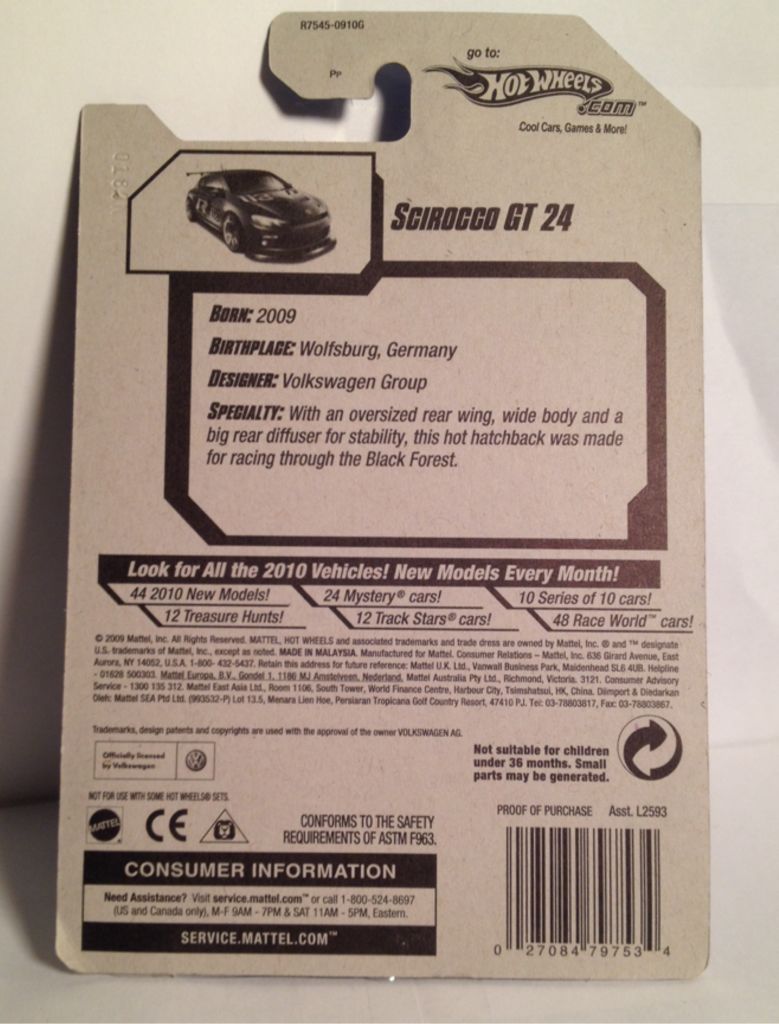 R7545-0910G
PP
go to:
HOT WHEELS
.COM™
Cool Cars, Games & More!
SCIROCCO GT 24
BORN: 2009
BIRTHPLACE: Wolfsburg, Germany
DESIGNER: Volkswagen Group
SPECIALTY: With an oversized rear wing, wide body and a
big rear diffuser for stability, this hot hatchback was made
for racing through the Black Forest.
Look for All the 2010 Vehicles! New Models Every Month!
44 2010 New Models! 24 Mystery® cars! 10 Series of 10 cars!
12 Treasure Hunts! 12 Track Stars® cars! 48 Race World™ cars!
© 2009 Mattel, Inc. All Rights Reserved. MATTEL, HOT WHEELS and associated trademarks and trade dress are owned by Mattel, Inc. ® and ™ designate
U.S. trademarks of Mattel, Inc., except as noted. MADE IN MALAYSIA. Manufactured for Mattel. Consumer Relations – Mattel, Inc. 636 Girard Avenue, East
Aurora, NY 14052, U.S.A. 1-800- 432-5437. Retain this address for future reference: Mattel U.K. Ltd., Vanwall Business Park, Maidenhead SL6 4UB. Helpline
- 01628 500303. Mattel Europa, B.V., Gondel 1, 1186 MJ Amstelveen, Nederland. Mattel Australia Pty Ltd., Richmond, Victoria. 3121. Consumer Advisory
Service - 1300 135 312. Mattel East Asia Ltd., Room 1106, South Tower, World Finance Centre, Harbour City, Tsimshatsui, HK, China. Diimport & Diedarkan
Oleh: Mattel SEA Ptd Ltd. (993532-P) Lot 13.5, Menara Lien Hoe, Persiaran Tropicana Golf Country Resort, 47410 PJ. Tel: 03-78803817, Fax: 03-78803867.
Trademarks, design patents and copyrights are used with the approval of the owner VOLKSWAGEN AG.
Officially licensed
by Volkswagen
Not suitable for children
under 36 months. Small
parts may be generated.
NOT FOR USE WITH SOME HOT WHEELS® SETS.
MATTEL
CE
CONFORMS TO THE SAFETY
REQUIREMENTS OF ASTM F963.
PROOF OF PURCHASE Asst. L2593
CONSUMER INFORMATION
Need Assistance? Visit service.mattel.com™ or call 1-800-524-8697
(US and Canada only), M-F 9AM - 7PM & SAT 11AM - 5PM, Eastern.
SERVICE.MATTEL.COM™
0 27084 79753 4